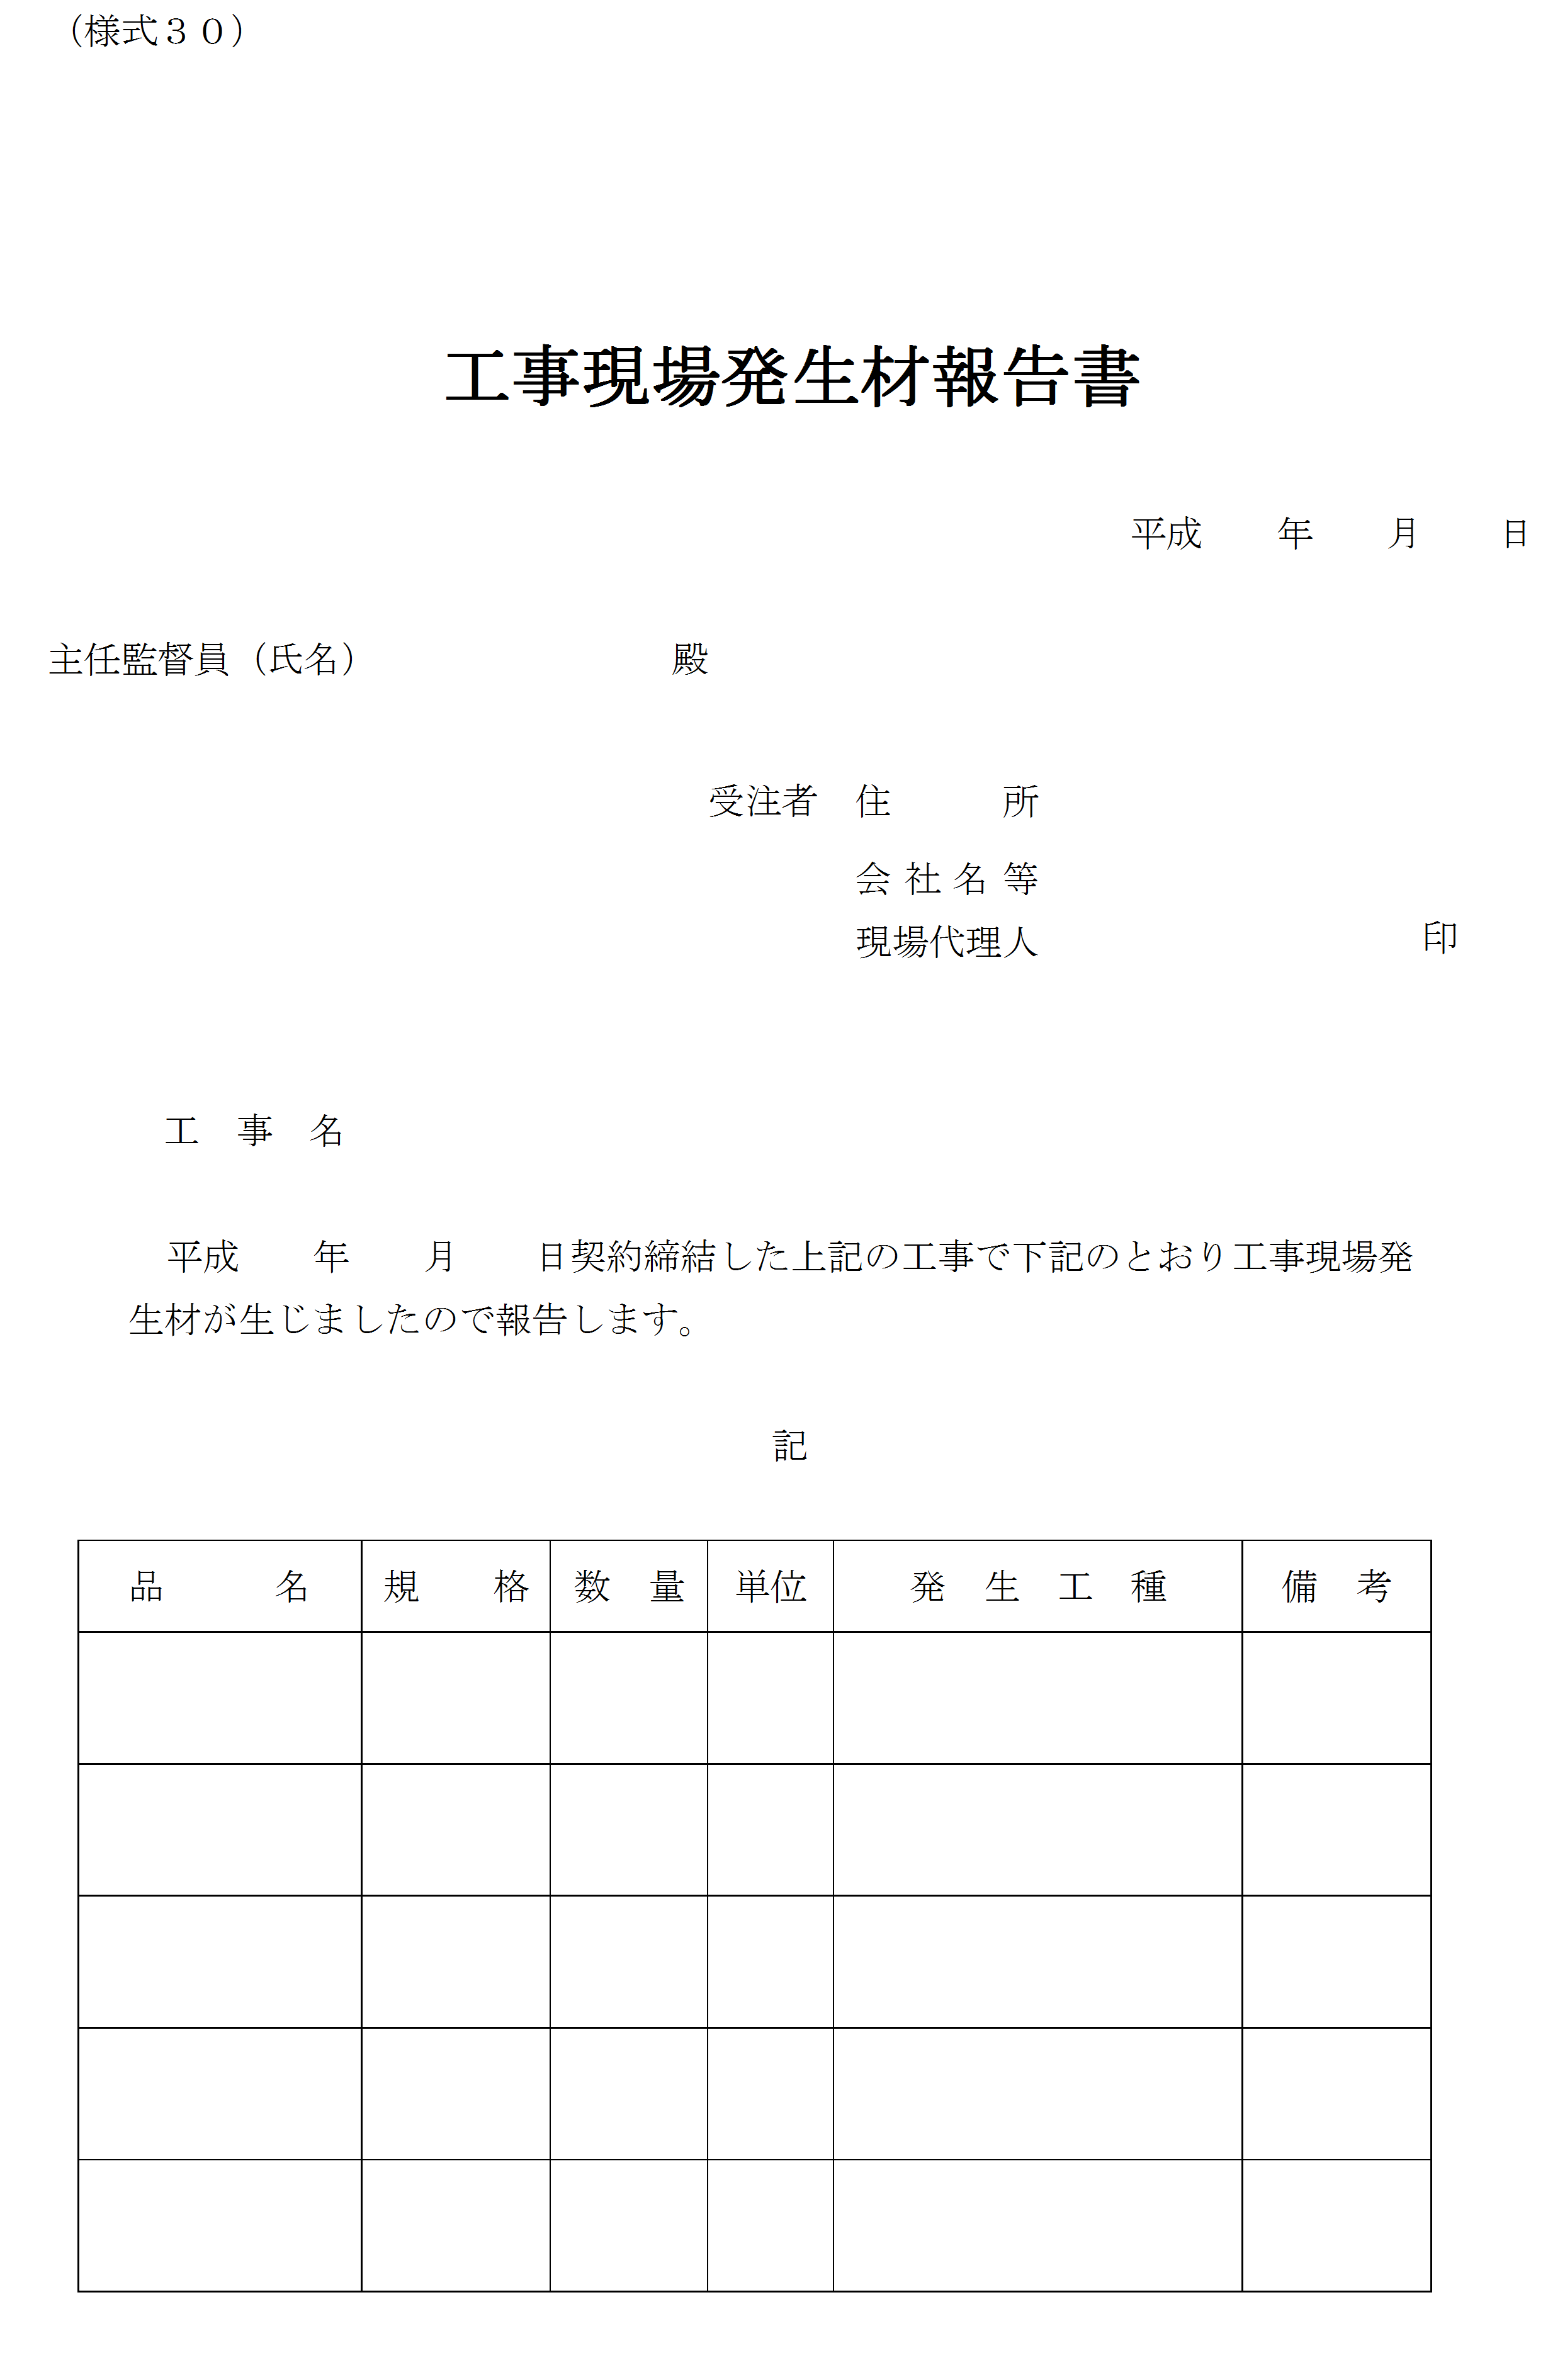 （様式３０）
工事現場発生材報告書
平成　　年　　月　　日
主任監督員（氏名）　　　　　　　　殿
受注者　住　　　所
会 社 名 等
現場代理人　　　　　　　　　　印
工　事　名
平成　　年　　月　　日契約締結した上記の工事で下記のとおり工事現場発
生材が生じましたので報告します。
記
品　　　名　規　　格　数　量　単位　発　生　工　種　備　考